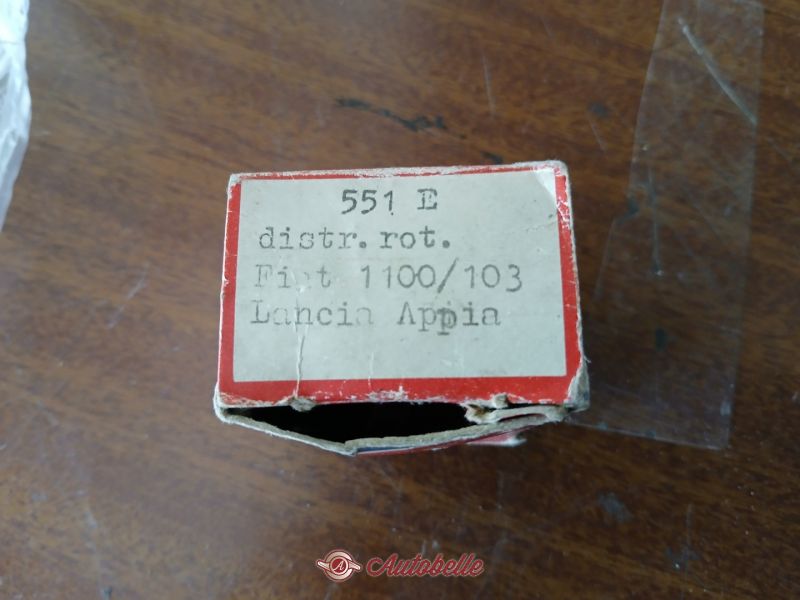 551 E
distr. rot.
Fiat 1100/103
Lancia Appia
Autobelle